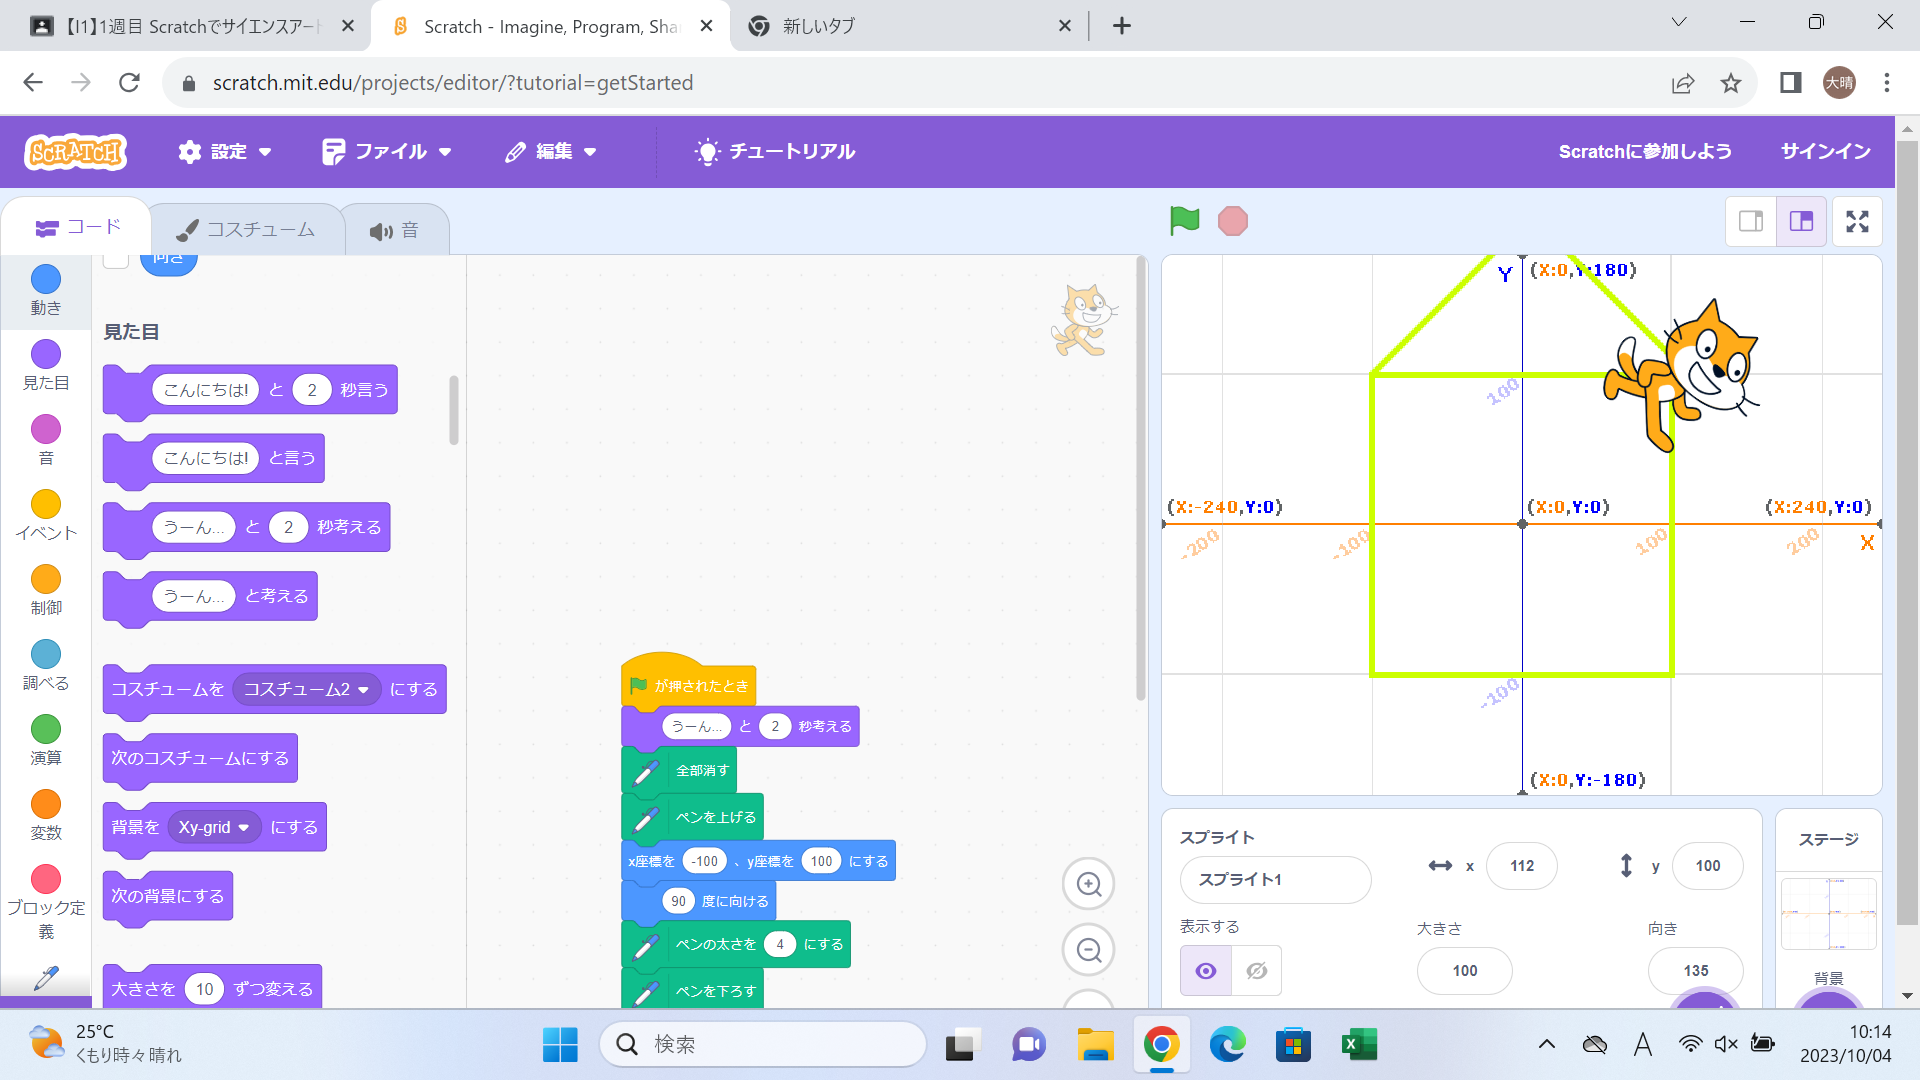 【I1】1週目 Scratchでサイエンスアート
Scratch - Imagine, Program, Sha
新しいタブ
scratch.mit.edu/projects/editor/?tutorial=getStarted
大晴
SCRATCH
設定
ファイル
編集
チュートリアル
Scratchに参加しよう
サインイン
コード
コスチューム
音
動き
見た目
音
イベント
制御
調べる
演算
変数
ブロック定義
向き
見た目
こんにちは! と 2 秒言う
こんにちは! と言う
うーん... と 2 秒考える
うーん... と考える
コスチュームを コスチューム2 にする
次のコスチュームにする
背景を Xy-grid にする
次の背景にする
大きさを 10 ずつ変える
が押されたとき
うーん... と 2 秒考える
全部消す
ペンを上げる
x座標を -100 、y座標を 100 にする
90 度に向ける
ペンの太さを 4 にする
ペンを下ろす
Y
(X:0,Y:180)
100
(X:-240,Y:0)
(X:0,Y:0)
(X:240,Y:0)
-200
-100
100
200
X
-100
(X:0,Y:-180)
スプライト
スプライト1
x 112
y 100
表示する
大きさ
100
向き
135
ステージ
背景
25°C
くもり時々晴れ
検索
A
10:14
2023/10/04